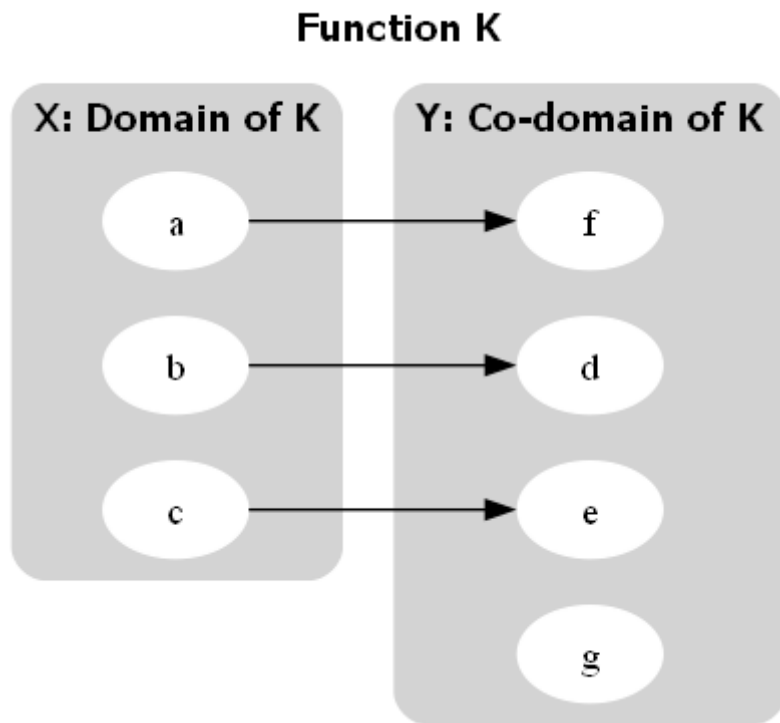 Function K
X: Domain of K
Y: Co-domain of K
a
f
b
d
c
e
g